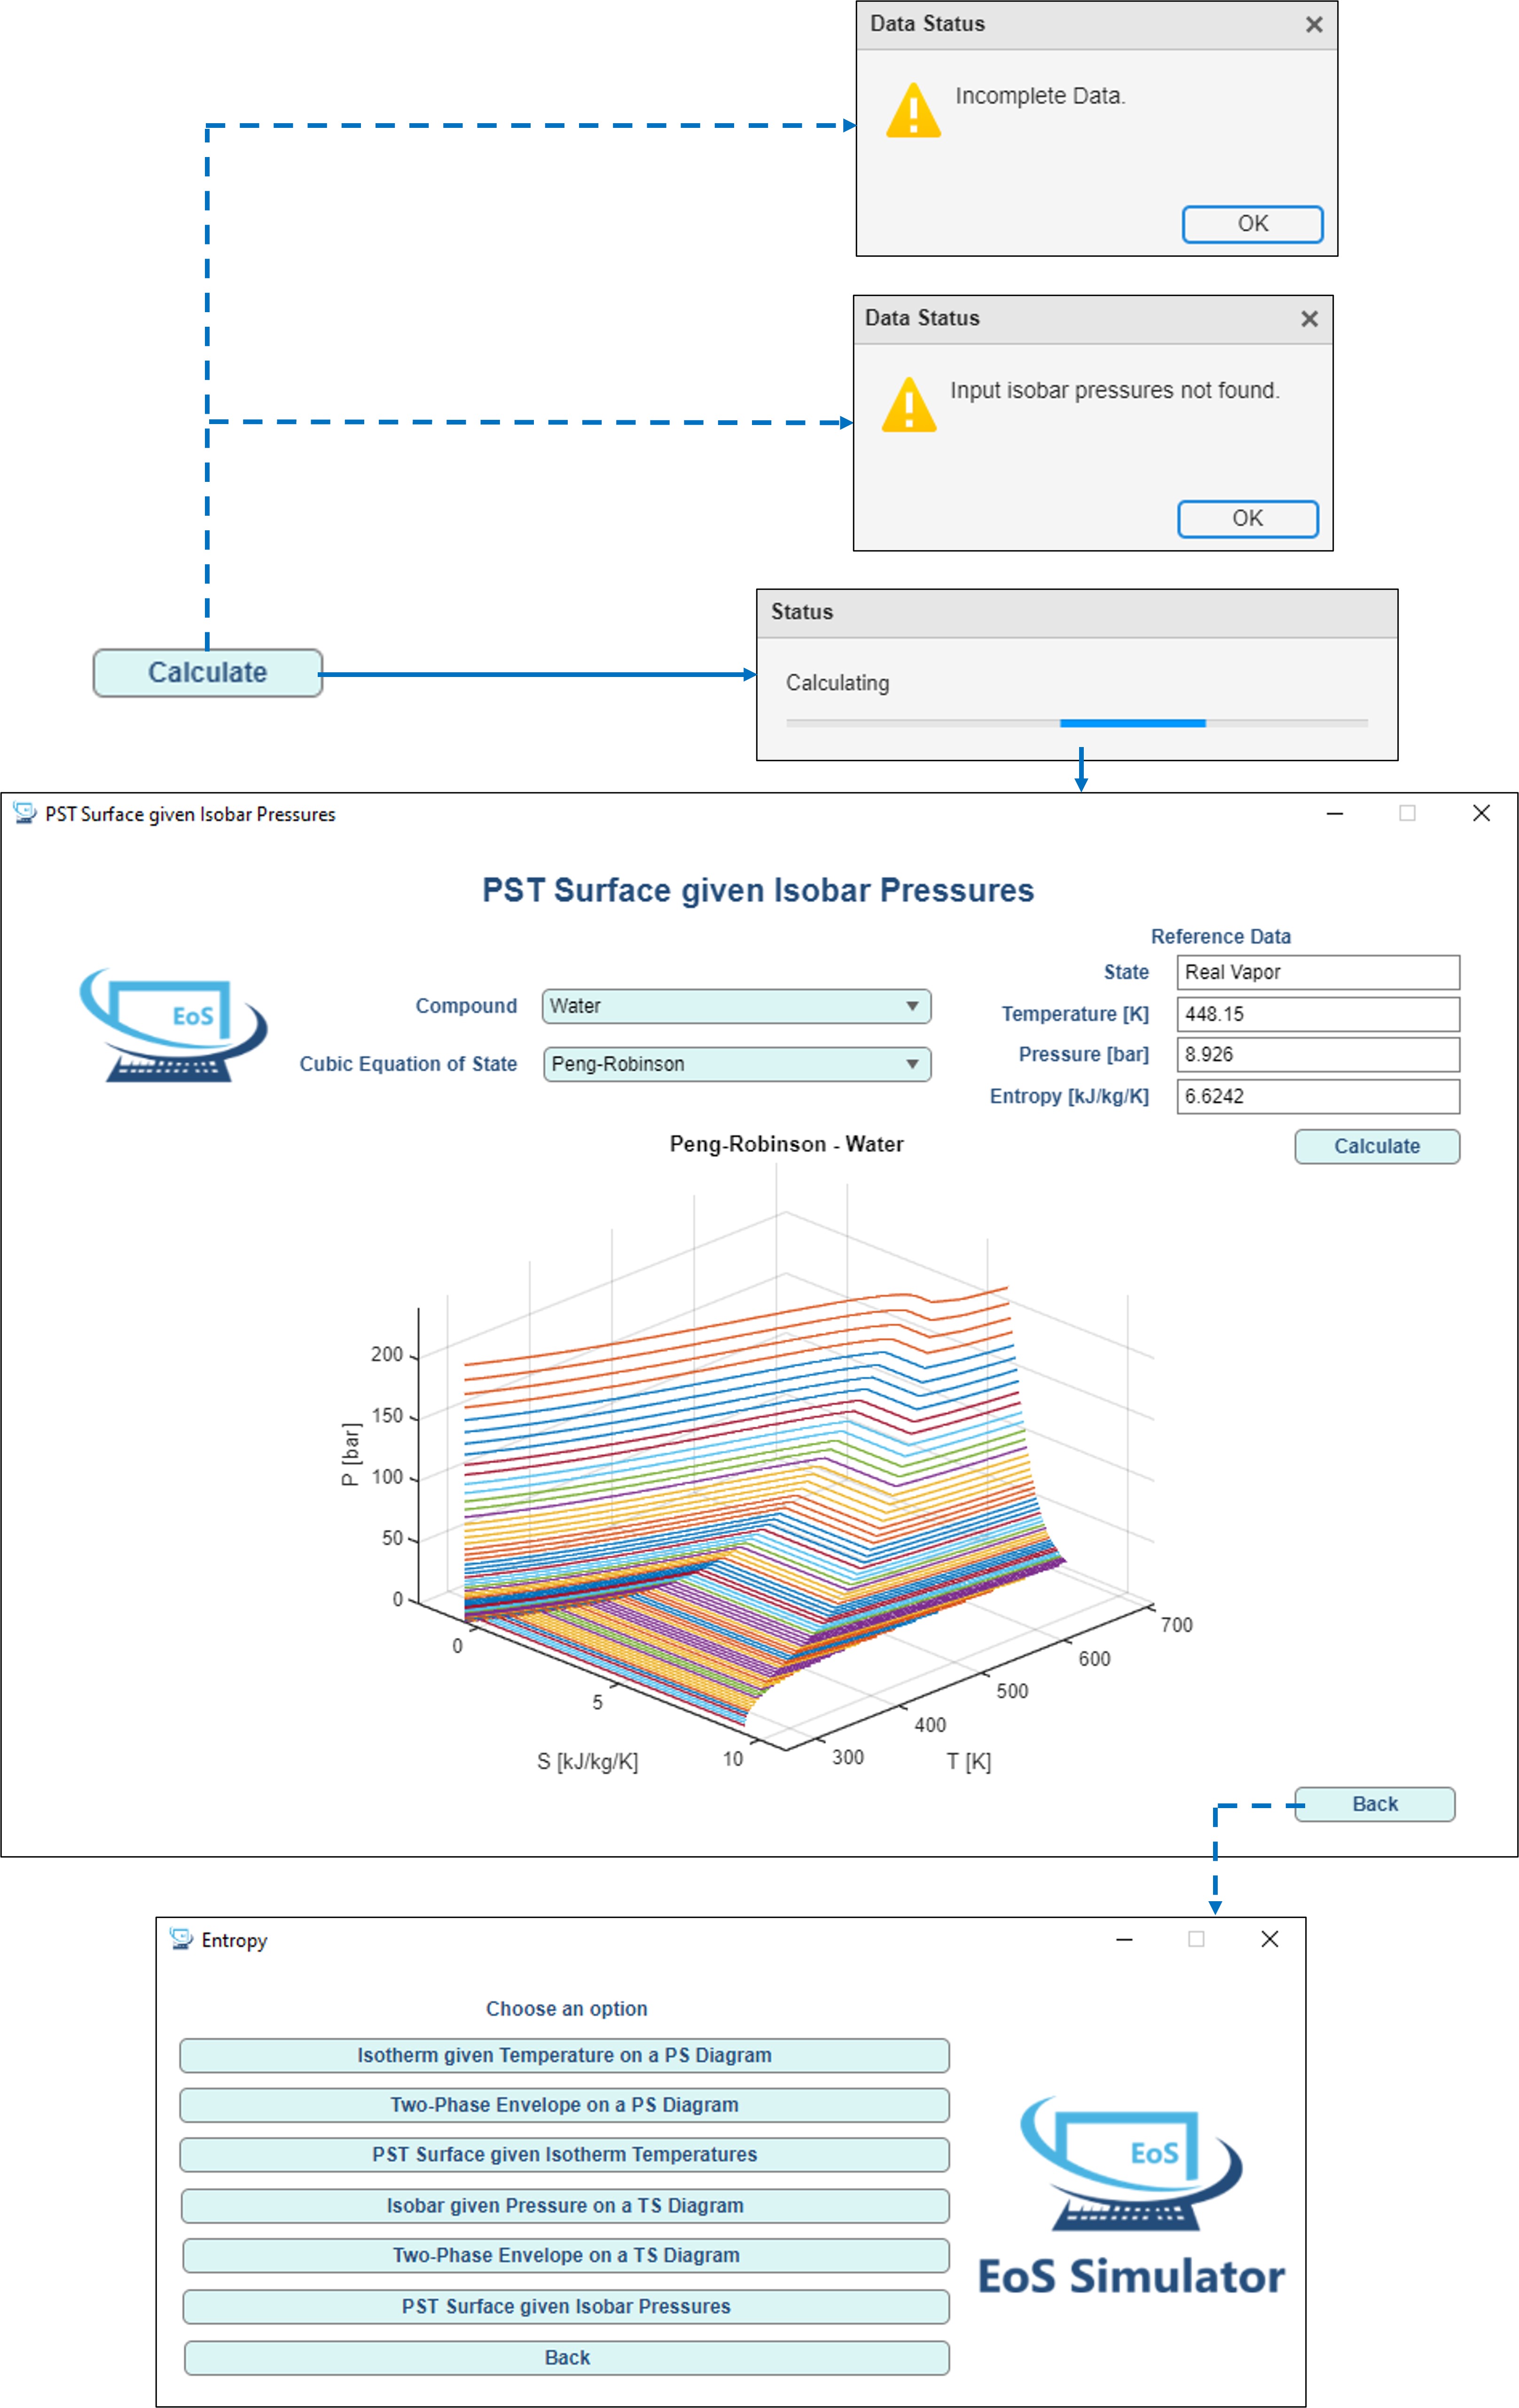 Data Status
Incomplete Data.
OK
Data Status
Input isobar pressures not found.
OK
Status
Calculating
Calculate
PST Surface given Isobar Pressures
PST Surface given Isobar Pressures
Reference Data
State Real Vapor
Temperature [K] 448.15
Pressure [bar] 8.926
Entropy [kJ/kg/K] 6.6242
EoS
Compound Water
Cubic Equation of State Peng-Robinson
Calculate
Peng-Robinson - Water
P [bar]
200
150
100
50
0
0
5
10
S [kJ/kg/K]
300
400
500
600
700
T [K]
Back
Entropy
Choose an option
Isotherm given Temperature on a PS Diagram
Two-Phase Envelope on a PS Diagram
PST Surface given Isotherm Temperatures
Isobar given Pressure on a TS Diagram
Two-Phase Envelope on a TS Diagram
PST Surface given Isobar Pressures
Back
EoS
EoS Simulator